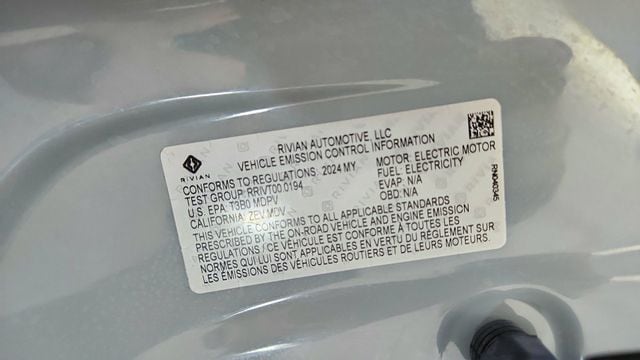 RIVIAN AUTOMOTIVE, LLC
VEHICLE EMISSION CONTROL INFORMATION
RIVIAN
CONFORMS TO REGULATIONS: 2024 MY
TEST GROUP: RRIVT00.0194
U.S. EPA: T3B0 MDPV
CALIFORNIA: ZEV MDV
MOTOR: ELECTRIC MOTOR
FUEL: ELECTRICITY
EVAP: N/A
OBD: N/A
THIS VEHICLE CONFORMS TO ALL APPLICABLE STANDARDS
PRESCRIBED BY THE ON-ROAD VEHICLE AND ENGINE EMISSION
REGULATIONS / CE VÉHICULE EST CONFORME À TOUTES LES
NORMES QUI LUI SONT APPLICABLES EN VERTU DU RÈGLEMENT SUR
LES ÉMISSIONS DES VÉHICULES ROUTIERS ET DE LEURS MOTEURS.
RN040345